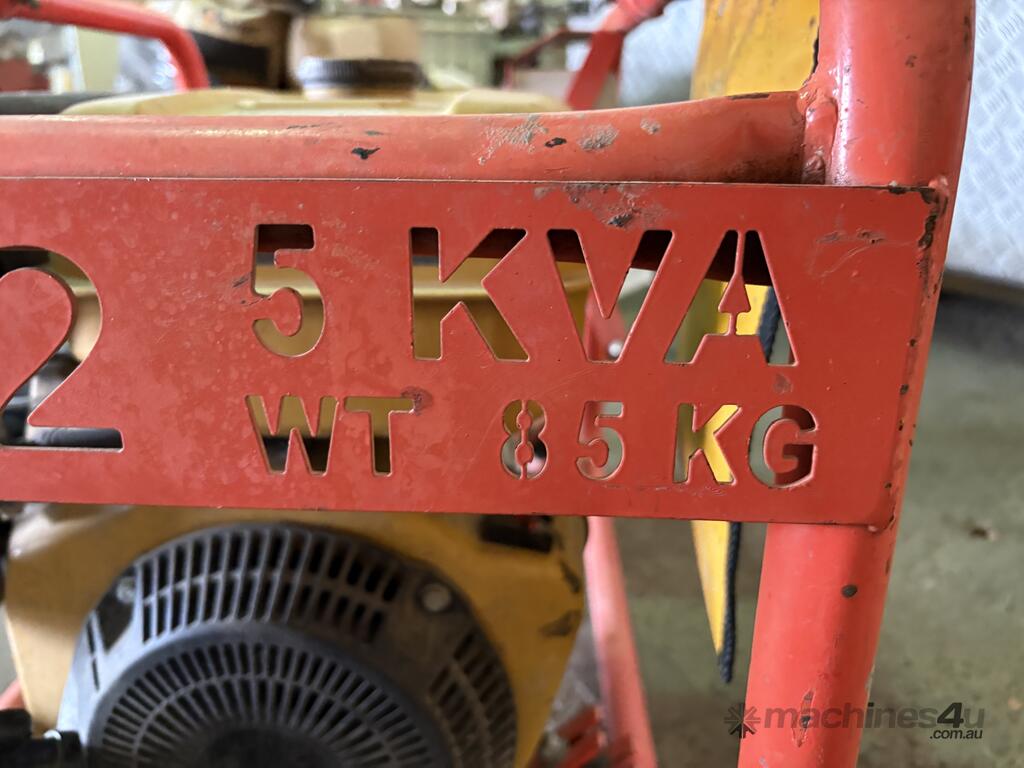 2 5 KVA
WT 85 KG
machines4u
.com.au